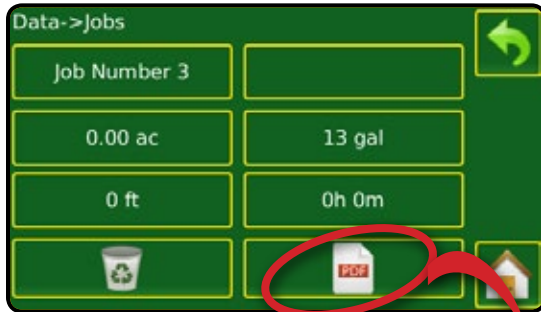 Data->Jobs
Job Number 3
0.00 ac
13 gal
0 ft
0h 0m
PDF